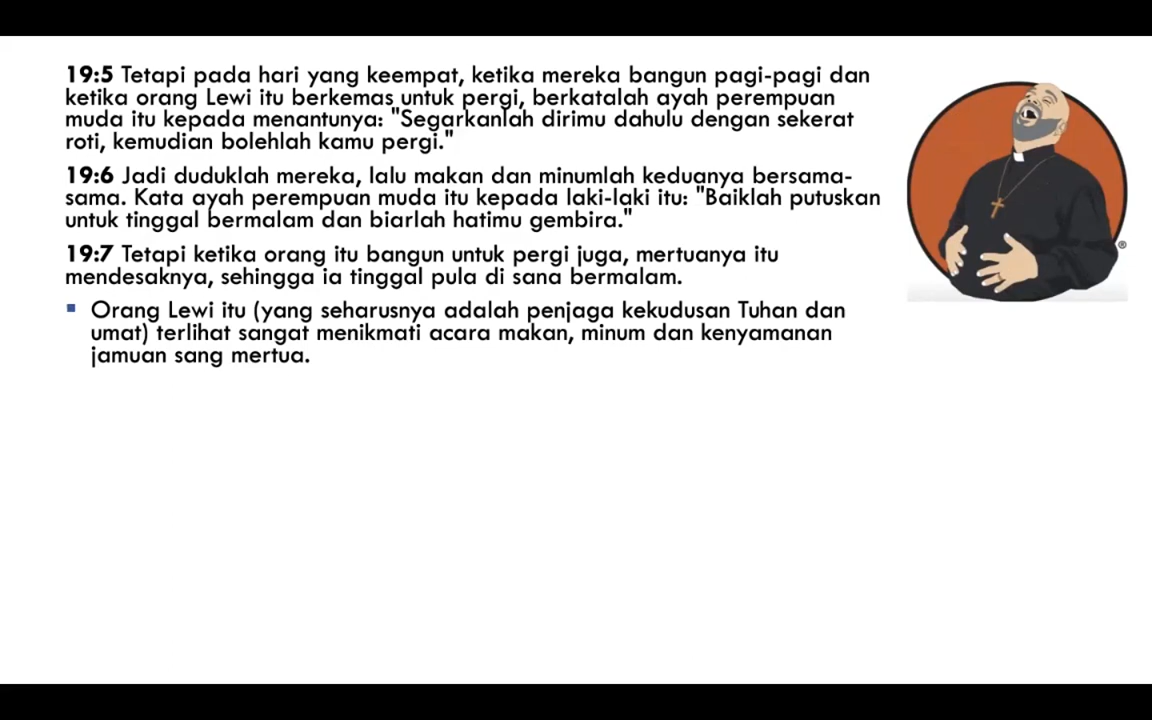 19:5 Tetapi pada hari yang keempat, ketika mereka bangun pagi-pagi dan
ketika orang Lewi itu berkemas untuk pergi, berkatalah ayah perempuan
muda itu kepada menantunya: "Segarkanlah dirimu dahulu dengan sekerat
roti, kemudian bolehlah kamu pergi."
19:6 Jadi duduklah mereka, lalu makan dan minumlah keduanya bersama-
sama. Kata ayah perempuan muda itu kepada laki-laki itu: "Baiklah putuskan
untuk tinggal bermalam dan biarlah hatimu gembira."
19:7 Tetapi ketika orang itu bangun untuk pergi juga, mertuanya itu
mendesaknya, sehingga ia tinggal pula di sana bermalam.
▪ Orang Lewi itu (yang seharusnya adalah penjaga kekudusan Tuhan dan
umat) terlihat sangat menikmati acara makan, minum dan kenyamanan
jamuan sang mertua.
®